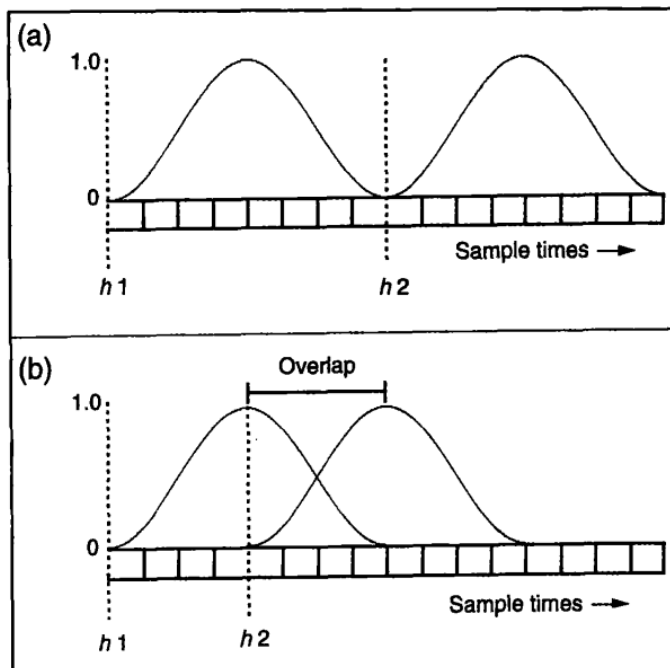 (a)
1.0
0
Sample times →
h1
h2
(b)
Overlap
1.0
0
Sample times →
h1
h2